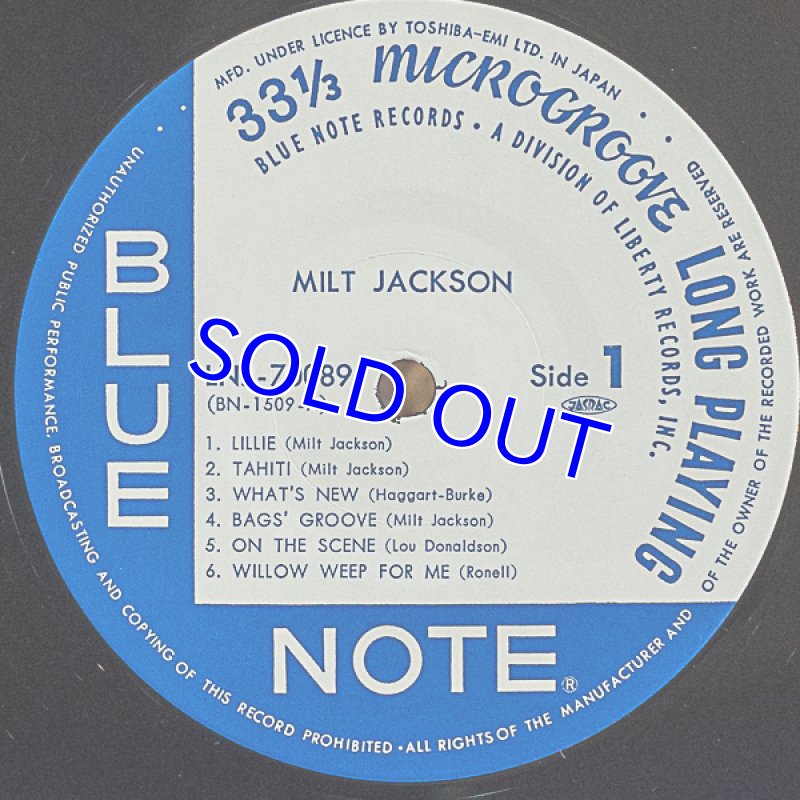 MFD. UNDER LICENCE BY TOSHIBA-EMI LTD. IN JAPAN
33⅓ MICROGROOVE LONG PLAYING
BLUE NOTE RECORDS • A DIVISION OF LIBERTY RECORDS, INC.
MILT JACKSON
SOLD OUT
Side 1
JASRAC
1. LILLIE (Milt Jackson)
2. TAHITI (Milt Jackson)
3. WHAT'S NEW (Haggart-Burke)
4. BAGS' GROOVE (Milt Jackson)
5. ON THE SCENE (Lou Donaldson)
6. WILLOW WEEP FOR ME (Ronell)
BLUE
NOTE®
UNAUTHORIZED PUBLIC PERFORMANCE, BROADCASTING AND COPYING OF THIS RECORD PROHIBITED • ALL RIGHTS OF THE MANUFACTURER AND OF THE OWNER OF THE RECORDED WORK ARE RESERVED